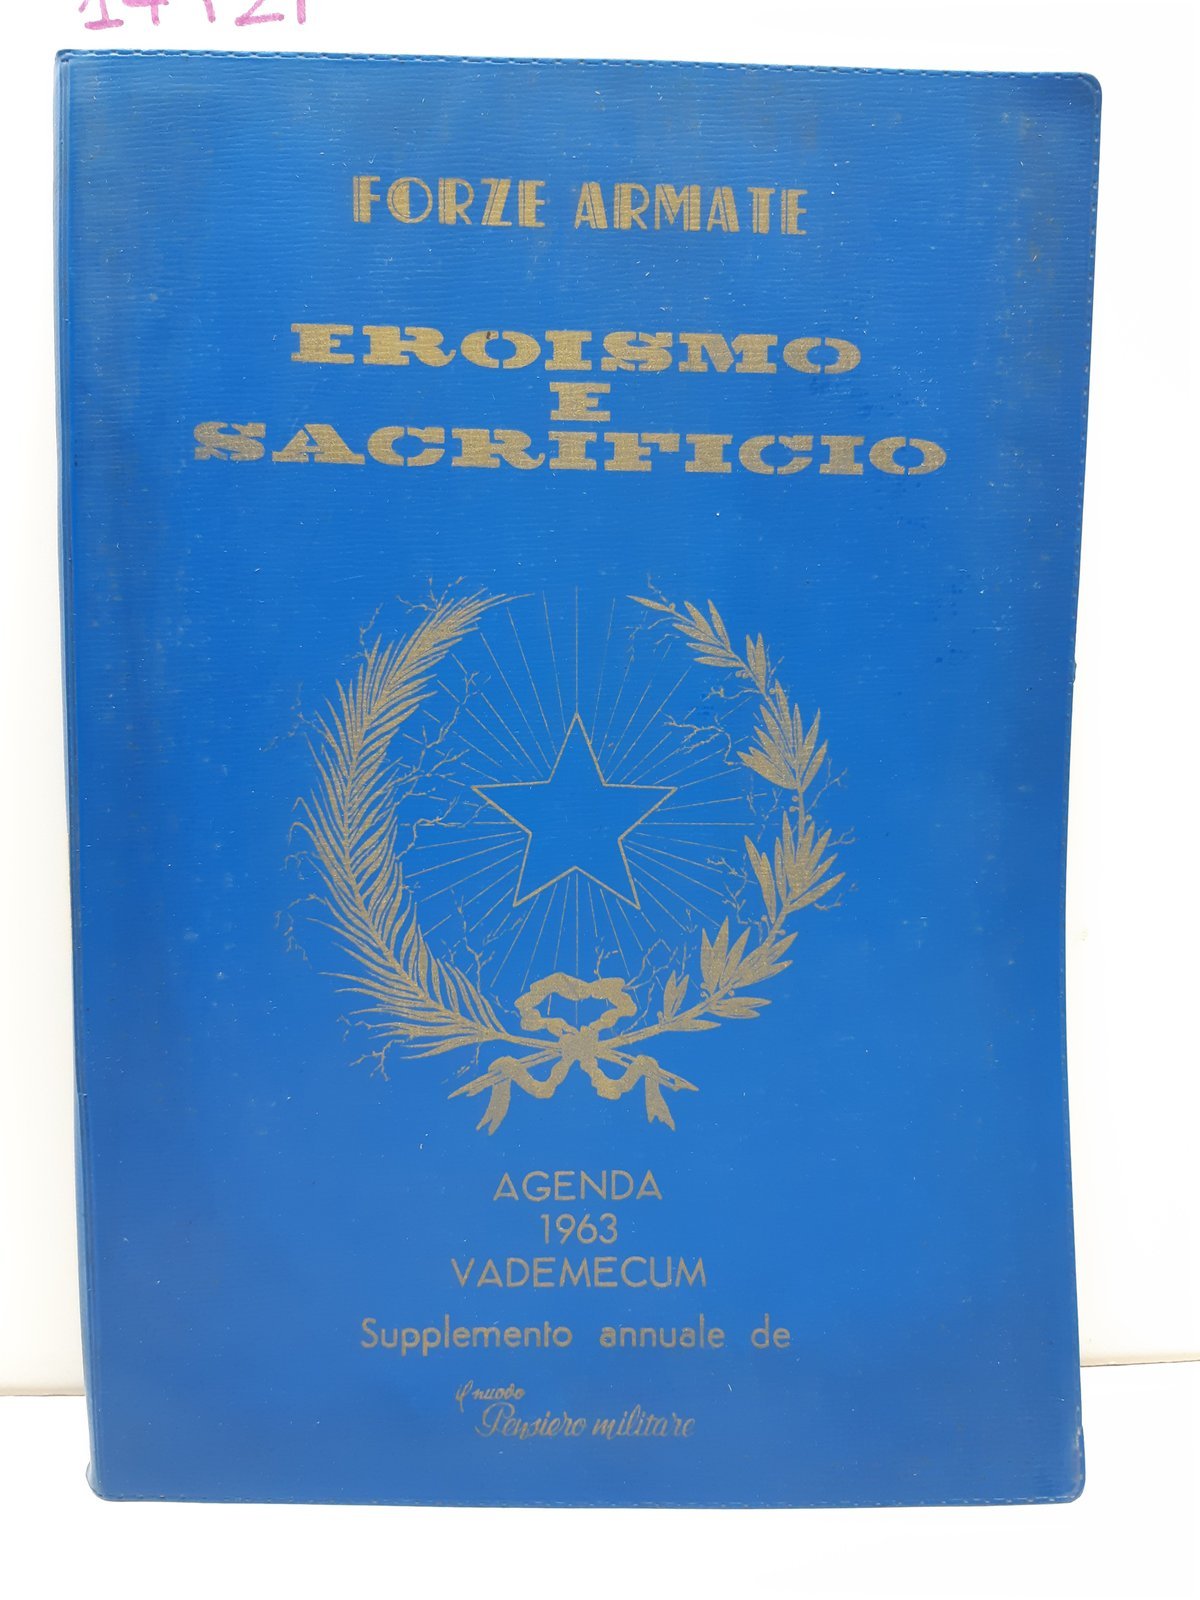 FORZE ARMATE
EROISMO
E
SACRIFICIO
AGENDA
1963
VADEMECUM
Supplemento annuale de
il nuovo
Pensiero militare